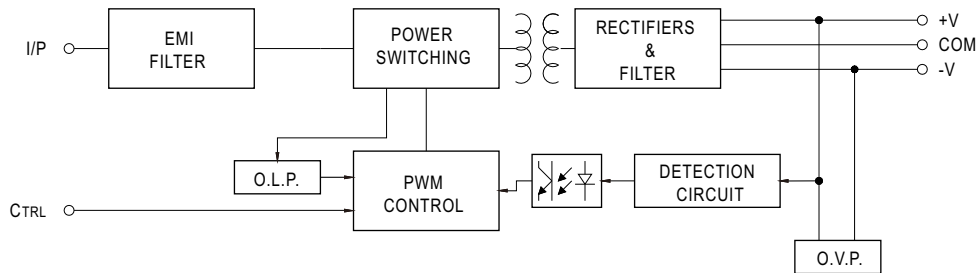 I/P
EMI
FILTER
POWER
SWITCHING
RECTIFIERS
&
FILTER
+V
COM
-V
O.L.P.
PWM
CONTROL
DETECTION
CIRCUIT
CTRL
O.V.P.